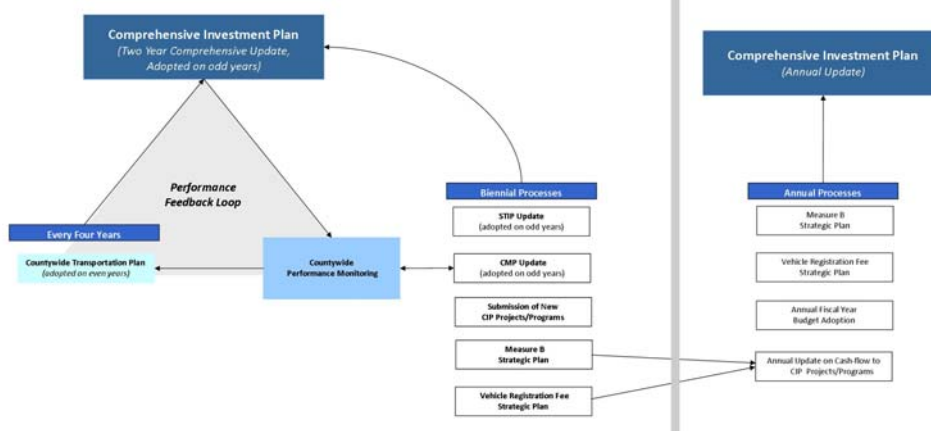 Comprehensive Investment Plan
(Two Year Comprehensive Update,
Adopted on odd years)
Performance
Feedback Loop
Every Four Years
Countywide Transportation Plan
(adopted on even years)
Countywide
Performance Monitoring
Biennial Processes
STIP Update
(adopted on odd years)
CMP Update
(adopted on odd years)
Submission of New
CIP Projects/Programs
Measure B
Strategic Plan
Vehicle Registration Fee
Strategic Plan
Comprehensive Investment Plan
(Annual Update)
Annual Processes
Measure B
Strategic Plan
Vehicle Registration Fee
Strategic Plan
Annual Fiscal Year
Budget Adoption
Annual Update on Cash-flow to
CIP Projects/Programs